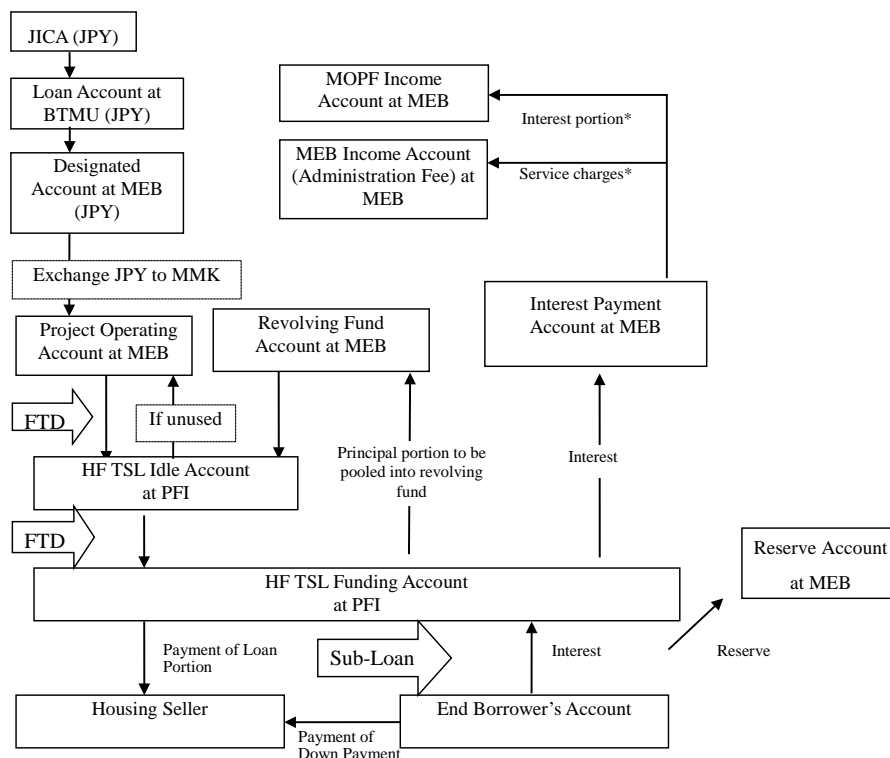 JICA (JPY)
Loan Account at
BTMU (JPY)
Designated
Account at MEB
(JPY)
Exchange JPY to MMK
Project Operating
Account at MEB
Revolving Fund
Account at MEB
MOPF Income
Account at MEB
Interest portion*
MEB Income Account
(Administration Fee) at
MEB
Service charges*
Interest Payment
Account at MEB
FTD
If unused
HF TSL Idle Account
at PFI
Principal portion to be
pooled into revolving
fund
Interest
FTD
HF TSL Funding Account
at PFI
Reserve Account
at MEB
Payment of Loan
Portion
Sub-Loan
Interest
Reserve
Housing Seller
End Borrower’s Account
Payment of
Down Payment